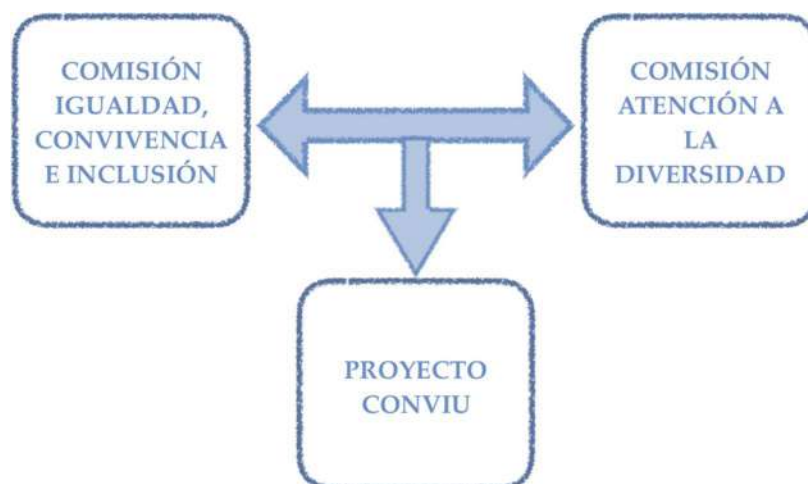 COMISIÓN
IGUALDAD,
CONVIVENCIA
E INCLUSIÓN
COMISIÓN
ATENCIÓN A
LA
DIVERSIDAD
PROYECTO
CONVIU